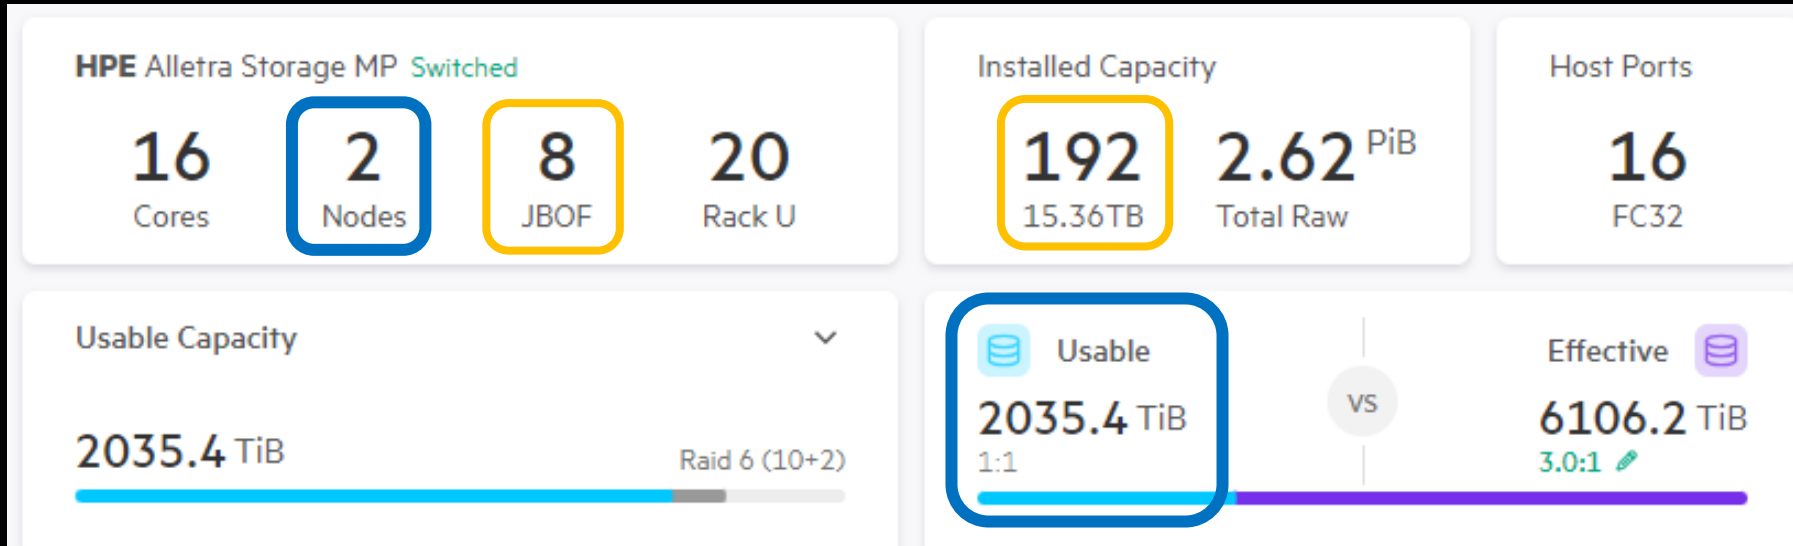 HPE Alletra Storage MP Switched
16
Cores
2
Nodes
8
JBOF
20
Rack U
Installed Capacity
192
15.36TB
2.62 PiB
Total Raw
Host Ports
16
FC32
Usable Capacity
2035.4 TiB
Raid 6 (10+2)
Usable
2035.4 TiB
1:1
VS
Effective
6106.2 TiB
3.0:1